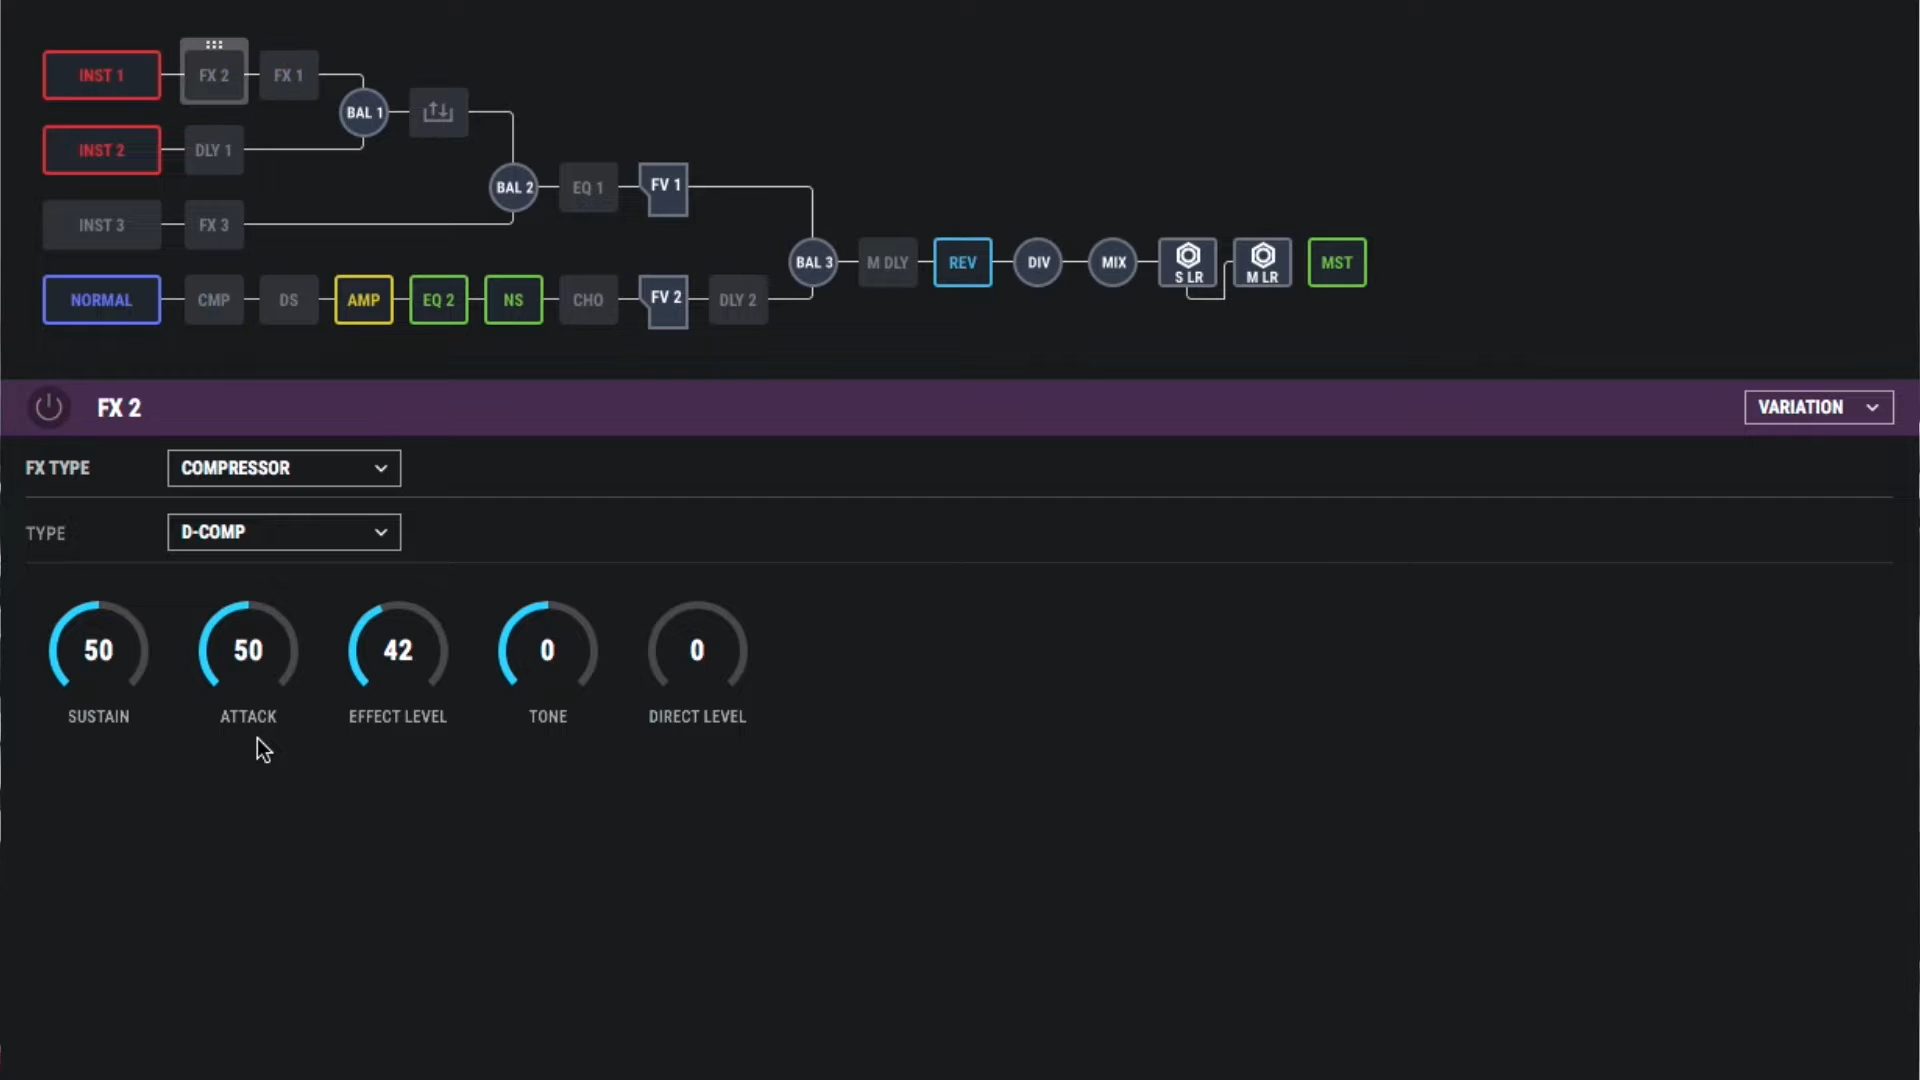 INST 1
FX 2
FX 1
BAL 1
INST 2
DLY 1
BAL 2
EQ 1
FV 1
INST 3
FX 3
BAL 3
M DLY
REV
DIV
MIX
S LR
M LR
MST
NORMAL
CMP
DS
AMP
EQ 2
NS
CHO
FV 2
DLY 2
FX 2
VARIATION
FX TYPE
COMPRESSOR
TYPE
D-COMP
50
50
42
0
0
SUSTAIN
ATTACK
EFFECT LEVEL
TONE
DIRECT LEVEL